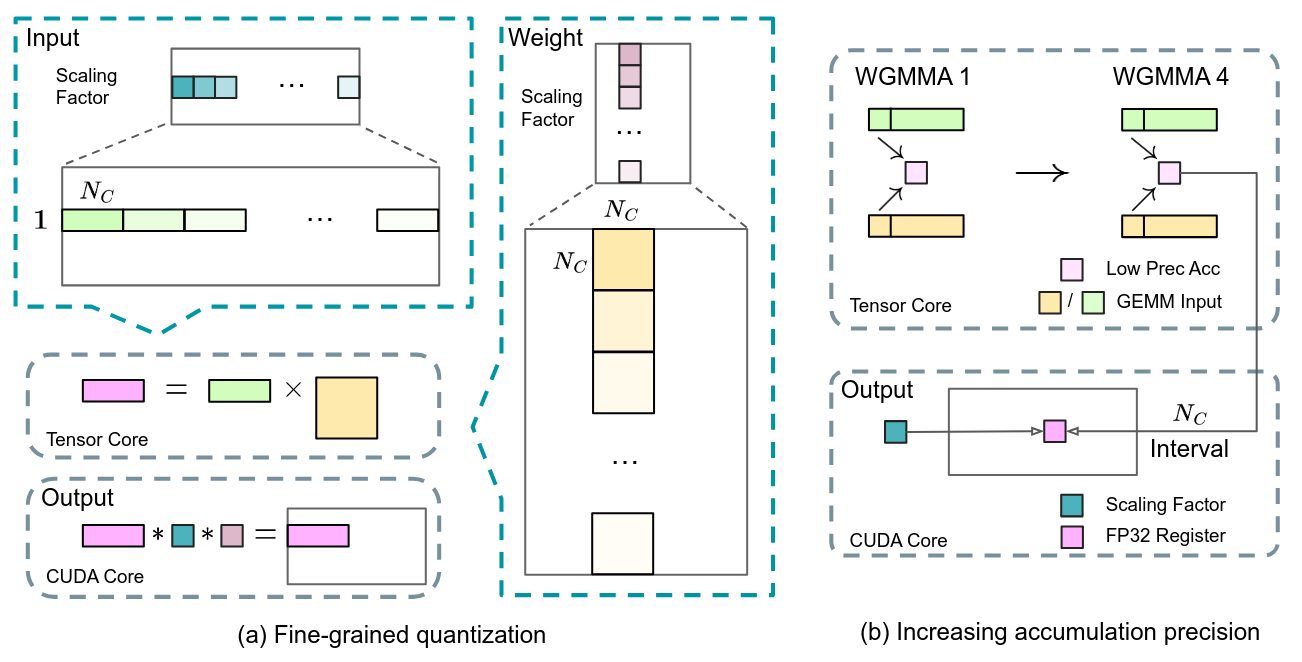 Input
Scaling
Factor
...
N_C
1
...
Tensor Core
= ×
Output
* * =
CUDA Core
Weight
Scaling
Factor
...
N_C
N_C
...
(a) Fine-grained quantization
WGMMA 1
WGMMA 4
Low Prec Acc
/ GEMM Input
Tensor Core
Output
N_C
Interval
Scaling Factor
FP32 Register
CUDA Core
(b) Increasing accumulation precision